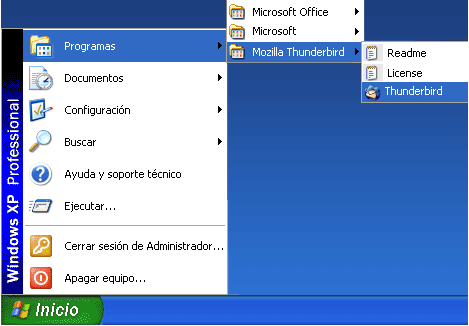 Microsoft Office
Microsoft
Mozilla Thunderbird
Readme
License
Thunderbird
Programas
Documentos
Configuración
Buscar
Ayuda y soporte técnico
Ejecutar...
Cerrar sesión de Administrador...
Apagar equipo...
Windows XP Professional
Inicio